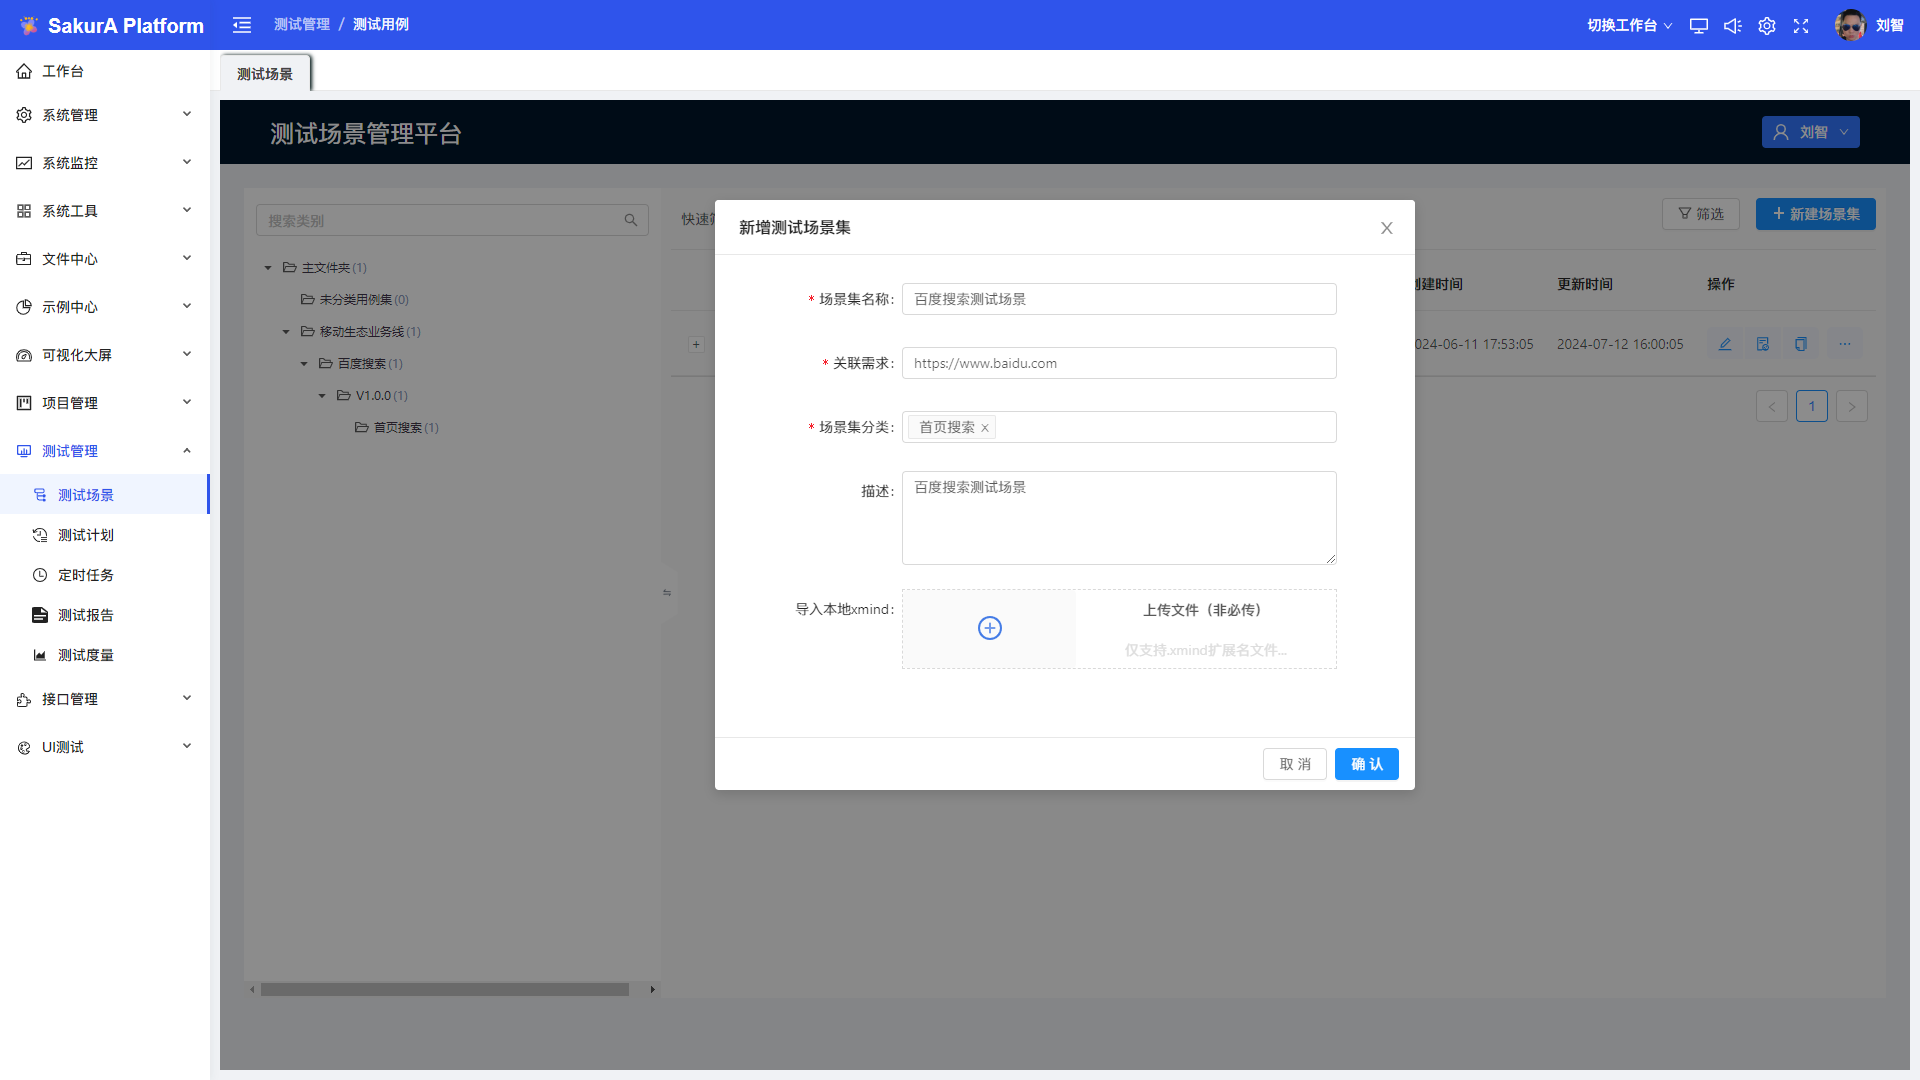 SakurA Platform
测试管理 / 测试用例
切换工作台
刘智
工作台
系统管理
系统监控
系统工具
文件中心
示例中心
可视化大屏
项目管理
测试管理
测试场景
测试计划
定时任务
测试报告
测试度量
接口管理
UI测试
测试场景
测试场景管理平台
刘智
搜索类别
主文件夹 (1)
未分类用例集 (0)
移动生态业务线 (1)
百度搜索 (1)
V1.0.0 (1)
首页搜索 (1)
快速
筛选
+ 新建场景集
创建时间
更新时间
操作
024-06-11 17:53:05
2024-07-12 16:00:05
1
新增测试场景集
* 场景集名称:
百度搜索测试场景
* 关联需求:
https://www.baidu.com
* 场景集分类:
首页搜索
描述:
百度搜索测试场景
导入本地xmind:
上传文件（非必传）
仅支持.xmind扩展名文件...
取 消
确 认